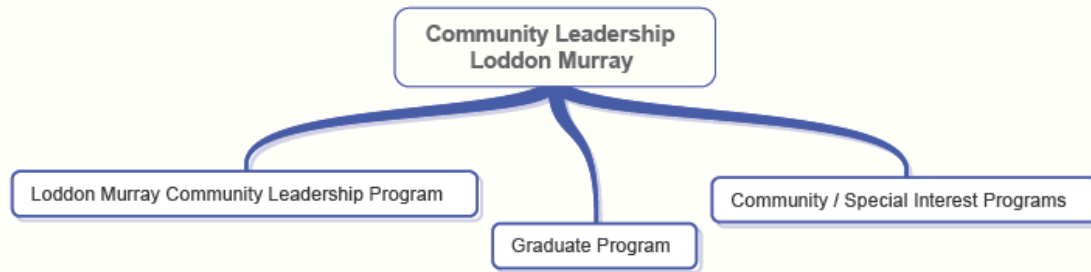 Community Leadership
Loddon Murray
Loddon Murray Community Leadership Program
Graduate Program
Community / Special Interest Programs